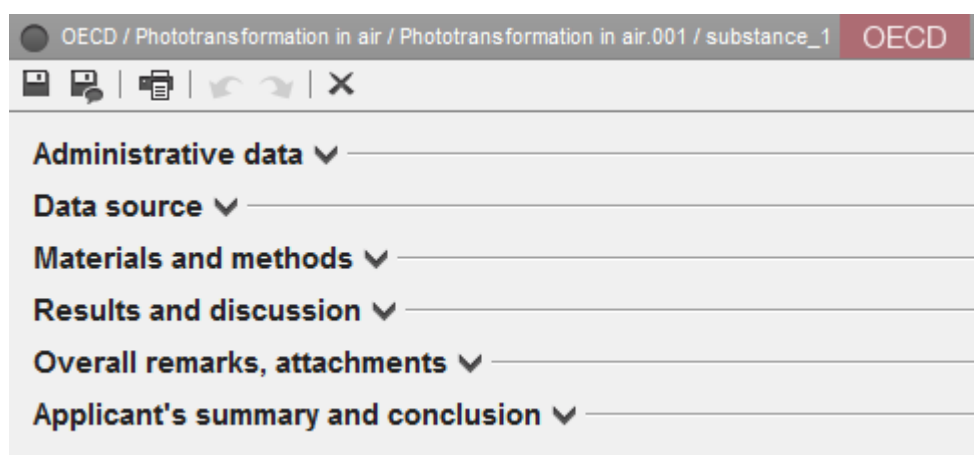 OECD / Phototransformation in air / Phototransformation in air.001 / substance_1 OECD
Administrative data
Data source
Materials and methods
Results and discussion
Overall remarks, attachments
Applicant's summary and conclusion